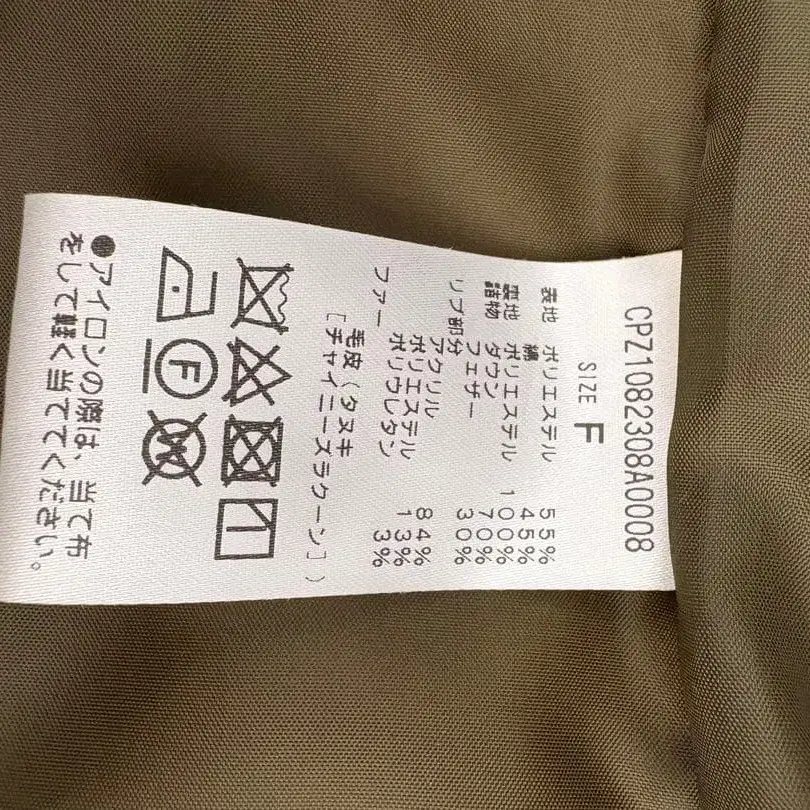 CPZ1082308A0008
SIZE F
表地 ポリエステル 55%
綿 45%
裏地 ポリエステル 100%
詰物 ダウン 70%
フェザー 30%
リブ部分
アクリル 84%
ポリエステル 13%
ポリウレタン 3%
ファー
毛皮(タヌキ
[チャイニーズラクーン])
F
W
●アイロンの際は、当て布
をして軽く当ててください。